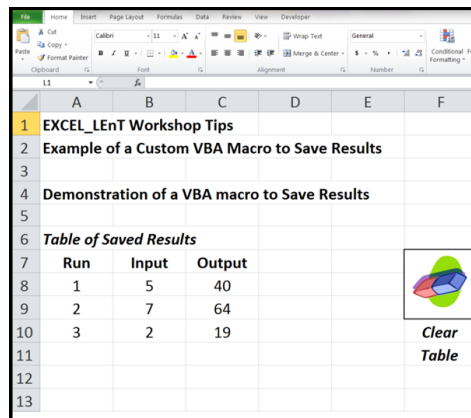 File Home Insert Page Layout Formulas Data Review View Developer
Cut
Calibri 11 A A Wrap Text General
Copy
Paste B I U A Merge & Center $ % , Conditional
Format Painter Formatting
Clipboard Font Alignment Number
L1 fx
A B C D E F
1 EXCEL_LEnT Workshop Tips
2 Example of a Custom VBA Macro to Save Results
3
4 Demonstration of a VBA macro to Save Results
5
6 Table of Saved Results
7 Run Input Output
8 1 5 40
9 2 7 64
10 3 2 19 Clear
11 Table
12
13